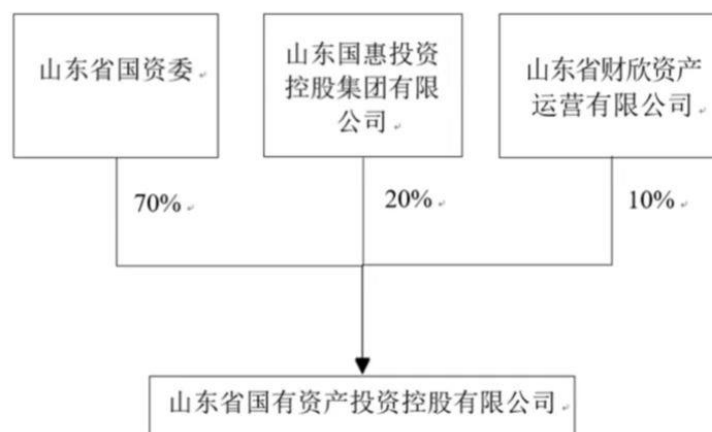 山东省国资委
山东国惠投资
控股集团有限
公司
山东省财欣资产
运营有限公司
70%
20%
10%
山东省国有资产投资控股有限公司